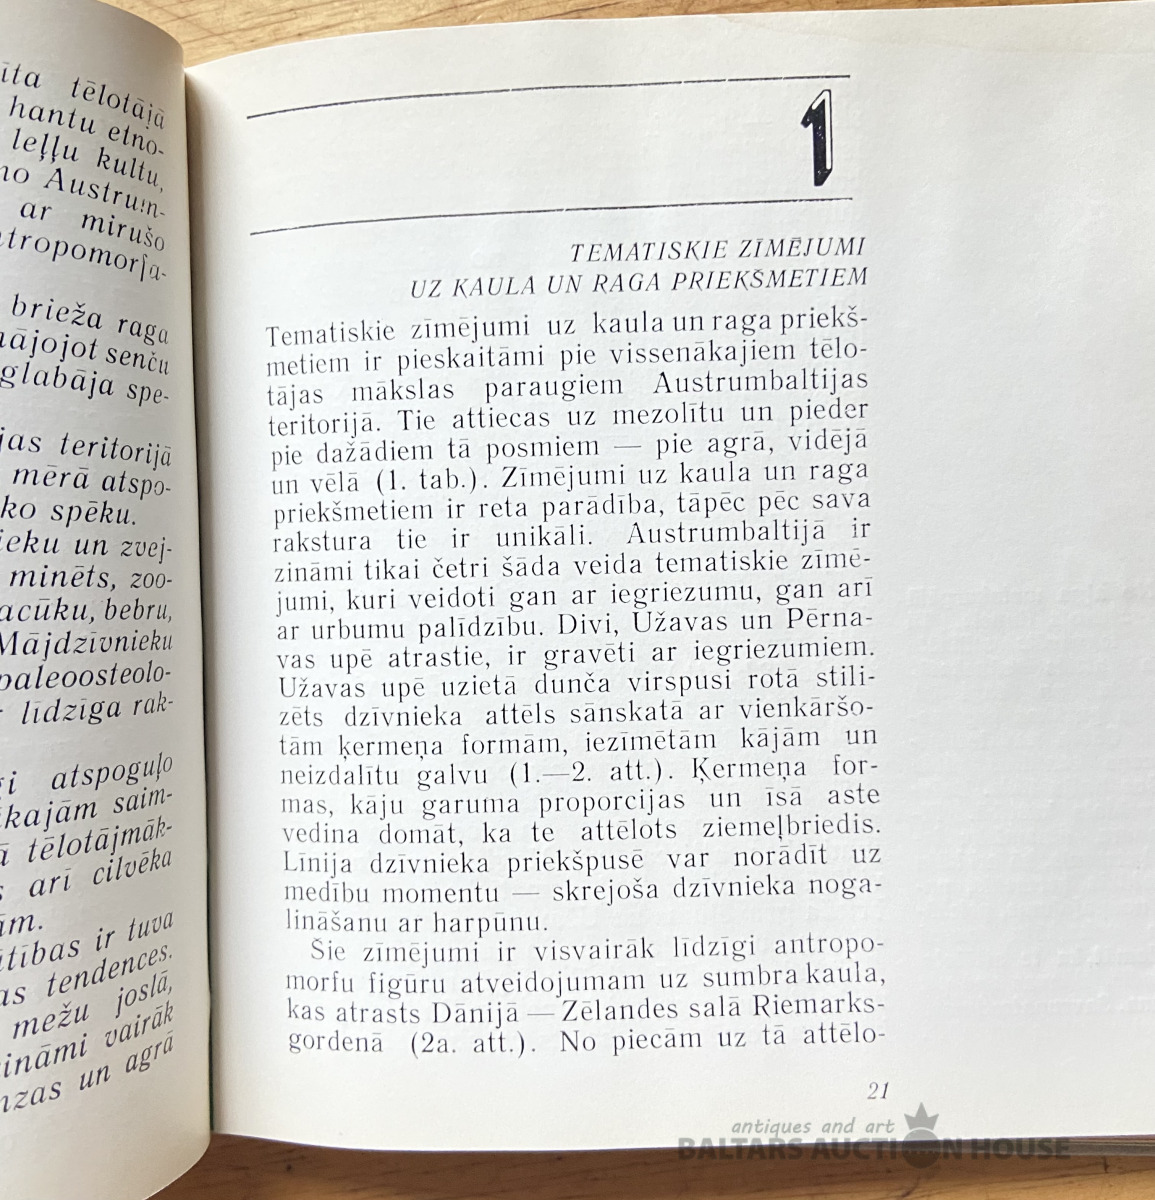 īta tēlotājā
hantu etno-
leļļu kultu,
no Austrum-
ar mirušo
ntropomorfa-
brieža raga
mājojot senču
glabāja spe-
jas teritorijā
mērā atspo-
ko spēku.
ieku un zvej-
minēts, zoo-
acūku, bebru,
Mājdzīvnieku
paleoosteolo-
līdzīga rak-
atspoguļo
kajām saim-
tēlotājmāk-
arī cilvēka
ām.
tības ir tuva
as tendences.
mežu joslā,
ināmi vairāk
nzas un agrā
1
TEMATISKIE ZĪMĒJUMI
UZ KAULA UN RAGA PRIEKŠMETIEM
Tematiskie zīmējumi uz kaula un raga priekš-
metiem ir pieskaitāmi pie vissenākajiem tēlo-
tājas mākslas paraugiem Austrumbaltijas
teritorijā. Tie attiecas uz mezolītu un pieder
pie dažādiem tā posmiem — pie agrā, vidējā
un vēlā (1. tab.). Zīmējumi uz kaula un raga
priekšmetiem ir reta parādība, tāpēc pēc sava
rakstura tie ir unikāli. Austrumbaltijā ir
zināmi tikai četri šāda veida tematiskie zīmē-
jumi, kuri veidoti gan ar iegriezumu, gan arī
ar urbumu palīdzību. Divi, Užavas un Pērna-
vas upē atrastie, ir gravēti ar iegriezumiem.
Užavas upē uzietā dunča virspusi rotā stili-
zēts dzīvnieka attēls sānskatā ar vienkāršo-
tām ķermeņa formām, iezīmētām kājām un
neizdalītu galvu (1.—2. att.). Ķermeņa for-
mas, kāju garuma proporcijas un īsā aste
vedina domāt, ka te attēlots ziemeļbriedis.
Līnija dzīvnieka priekšpusē var norādīt uz
medību momentu — skrejoša dzīvnieka noga-
lināšanu ar harpūnu.
Šie zīmējumi ir visvairāk līdzīgi antropo-
morfu figūru atveidojumam uz sumbra kaula,
kas atrasts Dānijā — Zēlandes salā Riemarks-
gordenā (2a. att.). No piecām uz tā attēlo-
21
antiques and art
BALTARS AUCTION HOUSE